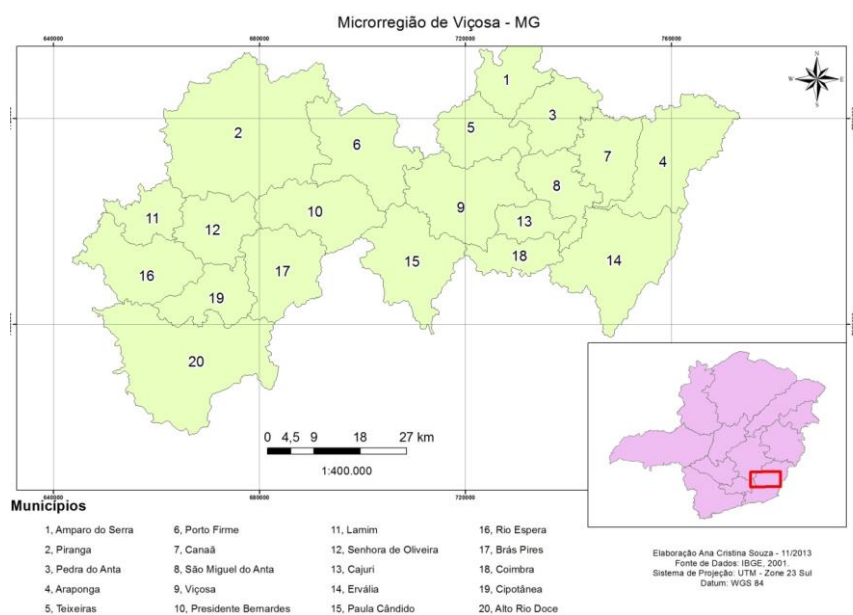 Microrregião de Viçosa - MG
640000 680000 720000 760000
N
W E
S
1
2
3
5
6
7
4
8
9
10
11
12
13
14
15
16
17
18
19
20
0 4,5 9 18 27 km
1:400.000
640000 680000 720000
Municípios
1, Amparo do Serra
2, Piranga
3, Pedra do Anta
4, Araponga
5, Teixeiras
6, Porto Firme
7, Canaã
8, São Miguel do Anta
9, Viçosa
10, Presidente Bernardes
11, Lamim
12, Senhora de Oliveira
13, Cajuri
14, Ervália
15, Paula Cândido
16, Rio Espera
17, Brás Pires
18, Coimbra
19, Cipotânea
20, Alto Rio Doce
Elaboração Ana Cristina Souza - 11/2013
Fonte de Dados: IBGE, 2001.
Sistema de Projeção: UTM - Zone 23 Sul
Datum: WGS 84